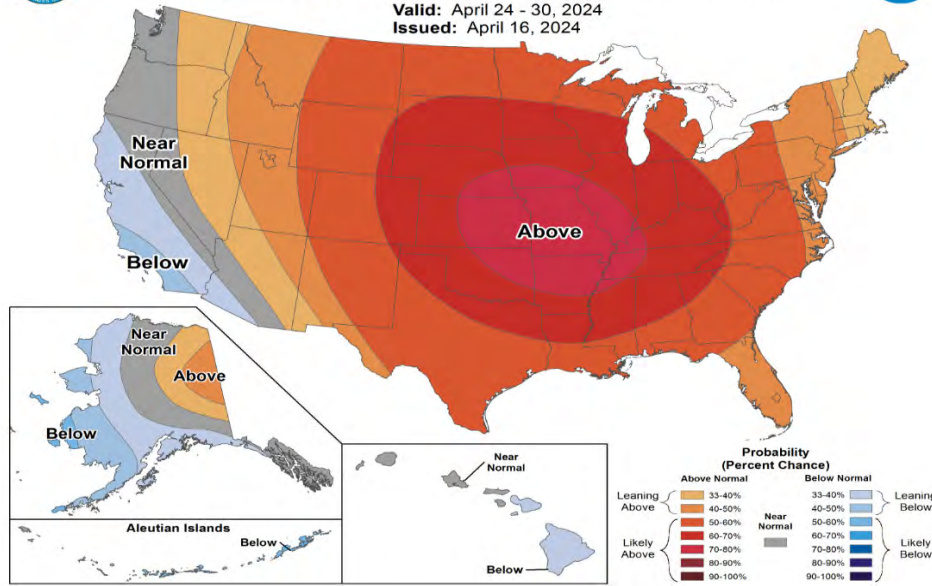 Valid: April 24 - 30, 2024
Issued: April 16, 2024
Near
Normal
Above
Below
Near
Normal
Above
Below
Aleutian Islands
Below
Near
Normal
Below
Probability
(Percent Chance)
Above Normal
Below Normal
Leaning
Above
33-40%
40-50%
Likely
Above
50-60%
60-70%
70-80%
80-90%
90-100%
Near
Normal
33-40%
40-50%
Leaning
Below
50-60%
60-70%
70-80%
80-90%
90-100%
Likely
Below